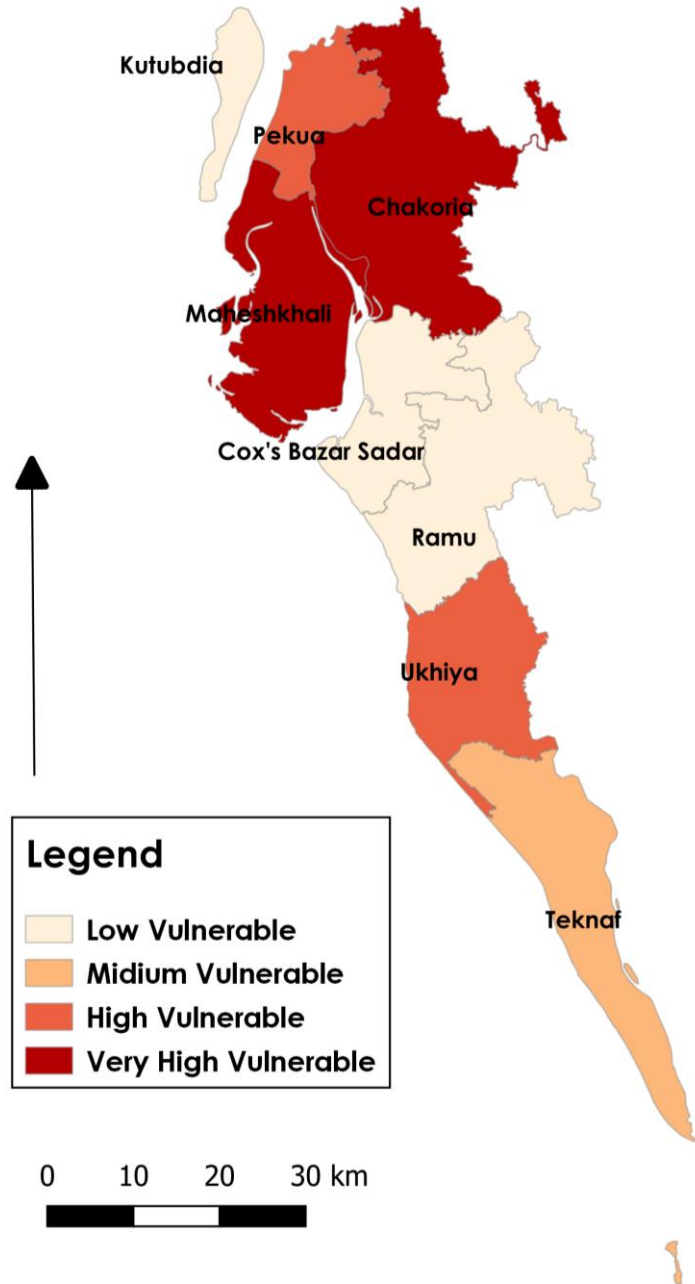 Kutubdia
Pekua
Chakoria
Maheshkhali
Cox's Bazar Sadar
Ramu
Ukhiya
Teknaf
Legend
Low Vulnerable
Midium Vulnerable
High Vulnerable
Very High Vulnerable
0 10 20 30 km